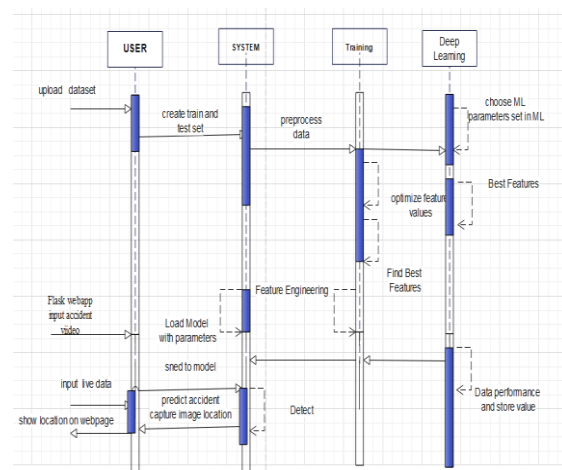 USER
SYSTEM
Training
Deep
Learning
upload dataset
create train and
test set
preprocess
data
choose ML
parameters set in ML
optimize feature
values
Best Features
Find Best
Features
Feature Engineering
Flask webapp
input accident
video
Load Model
with parameters
sned to model
input live data
predict accident
capture image location
Detect
Data performance
and store value
show location on webpage